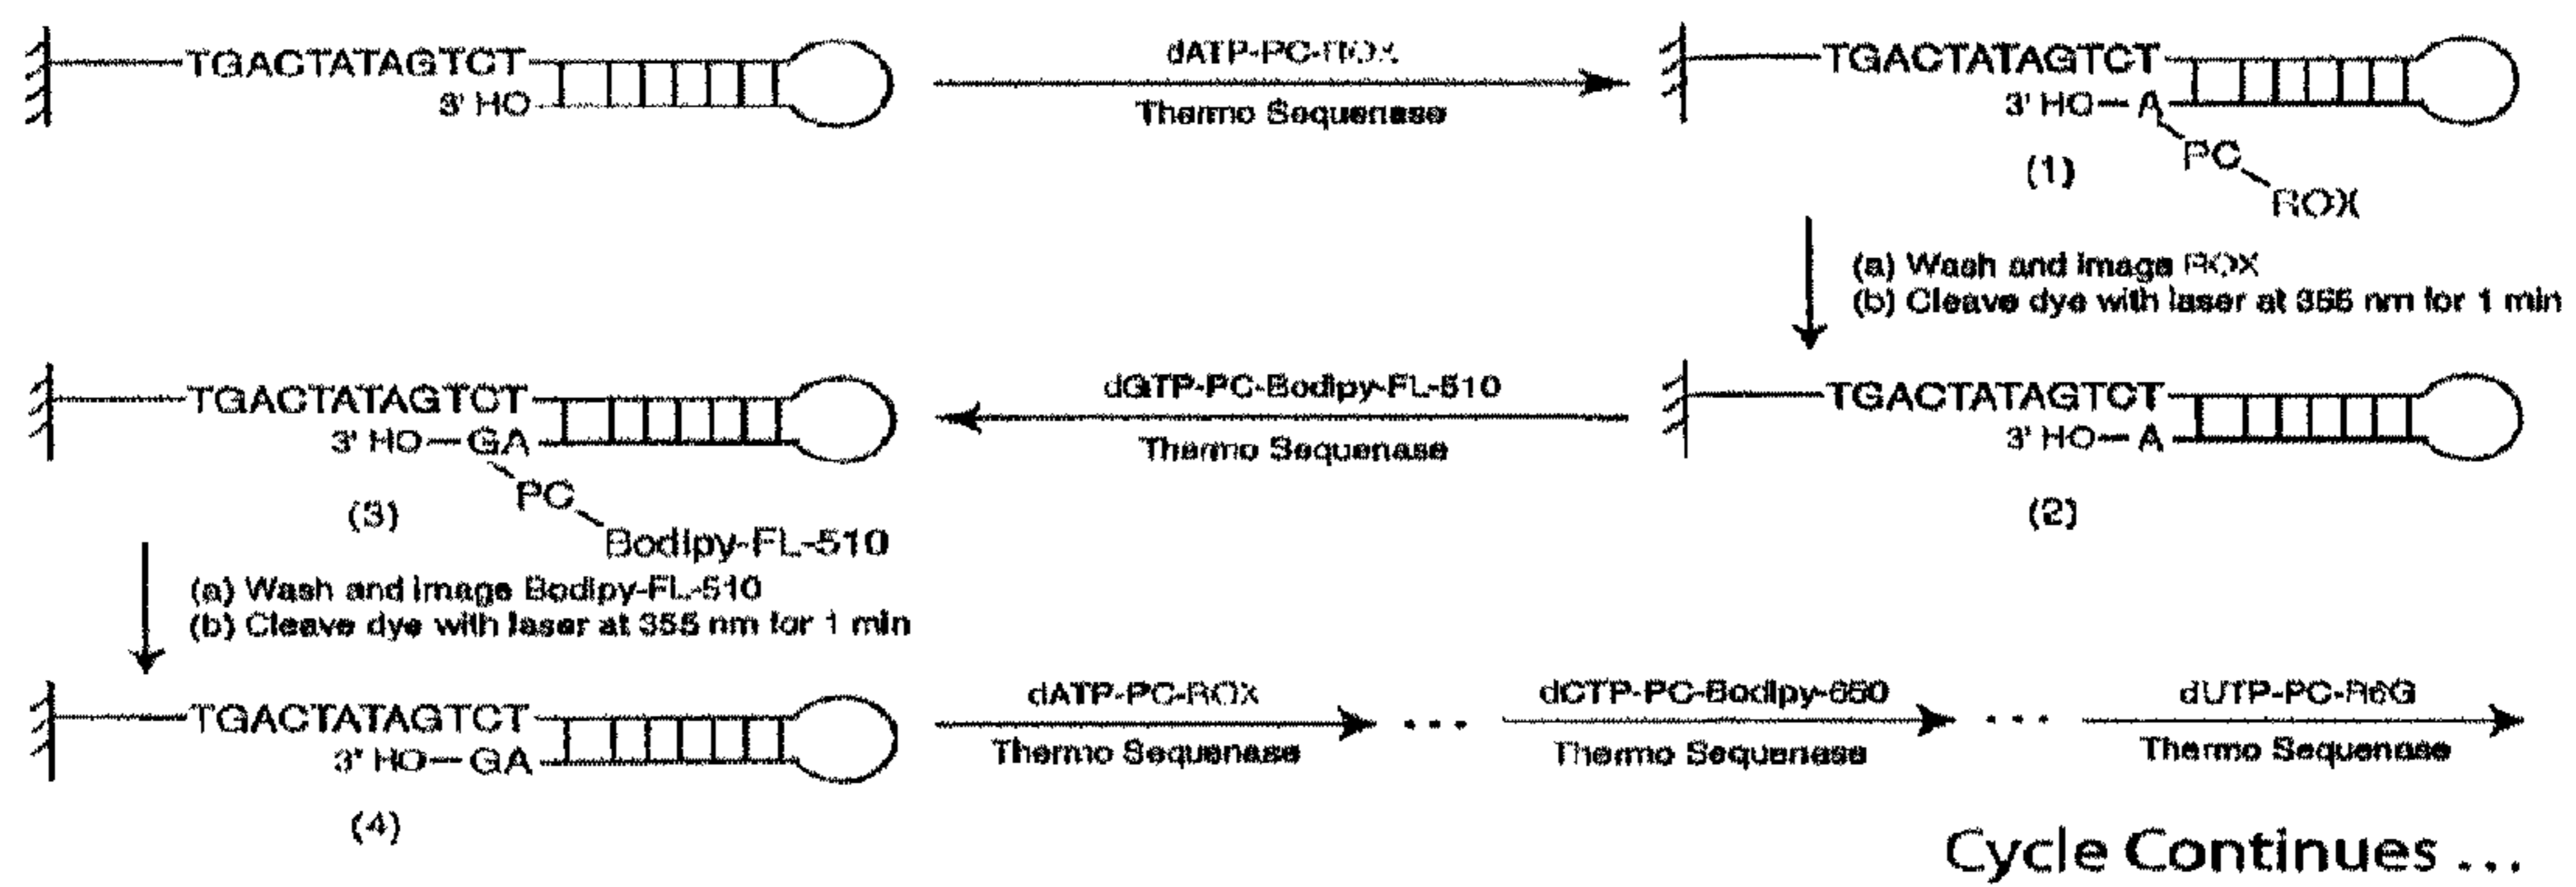 TGACTATAGTCT
3' HO
dATP-PC-ROX
Thermo Sequenase
TGACTATAGTCT
3' HO—A
PC
ROX
(1)
(a) Wash and image ROX
(b) Cleave dye with laser at 355 nm for 1 min
TGACTATAGTCT
3' HO—A
(2)
dGTP-PC-Bodipy-FL-510
Thermo Sequenase
TGACTATAGTCT
3' HO—GA
PC
Bodipy-FL-510
(3)
(a) Wash and image Bodipy-FL-510
(b) Cleave dye with laser at 355 nm for 1 min
TGACTATAGTCT
3' HO—GA
(4)
dATP-PC-ROX
Thermo Sequenase
...
dCTP-PC-Bodipy-650
Thermo Sequenase
...
dUTP-PC-R6G
Thermo Sequenase
Cycle Continues ...